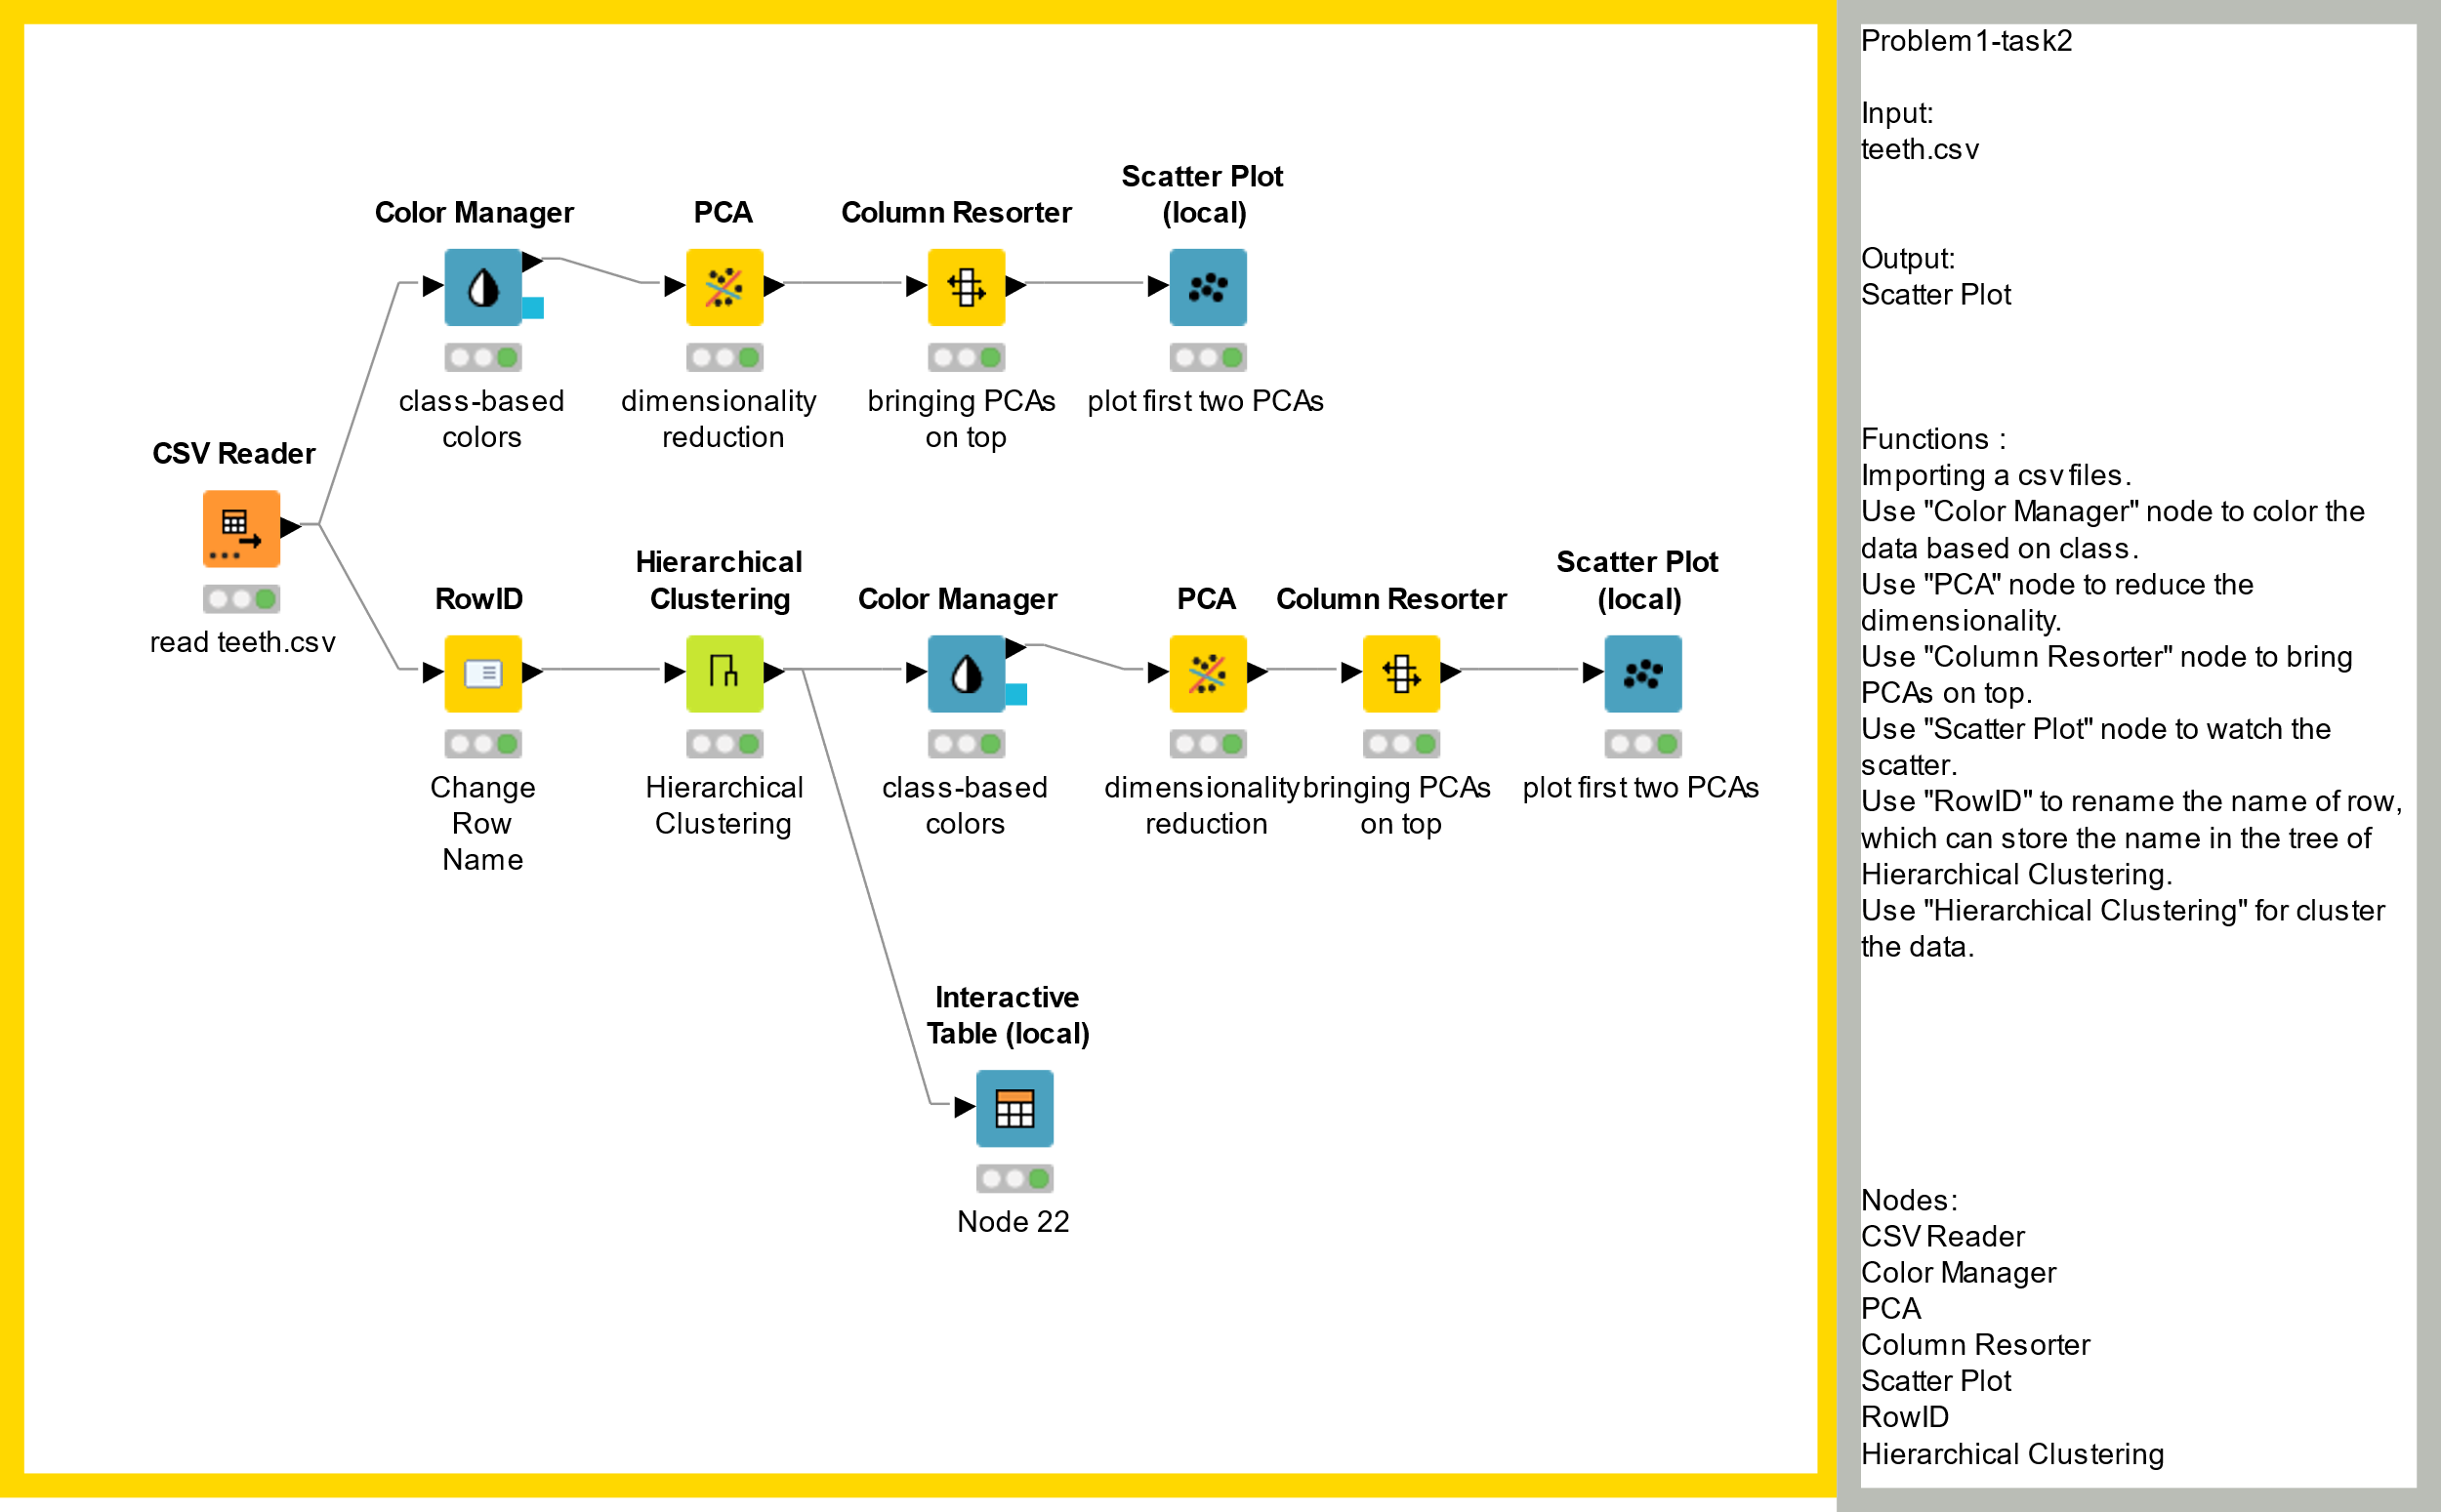 Scatter Plot
(local)
Color Manager
PCA
Column Resorter
class-based
colors
dimensionality
reduction
bringing PCAs
on top
plot first two PCAs
CSV Reader
read teeth.csv
RowID
Hierarchical
Clustering
Color Manager
PCA
Column Resorter
Scatter Plot
(local)
Change
Row
Name
Hierarchical
Clustering
class-based
colors
dimensionality
reduction
bringing PCAs
on top
plot first two PCAs
Interactive
Table (local)
Node 22
Problem1-task2
Input:
teeth.csv
Output:
Scatter Plot
Functions :
Importing a csv files.
Use "Color Manager" node to color the
data based on class.
Use "PCA" node to reduce the
dimensionality.
Use "Column Resorter" node to bring
PCAs on top.
Use "Scatter Plot" node to watch the
scatter.
Use "RowID" to rename the name of row,
which can store the name in the tree of
Hierarchical Clustering.
Use "Hierarchical Clustering" for cluster
the data.
Nodes:
CSV Reader
Color Manager
PCA
Column Resorter
Scatter Plot
RowID
Hierarchical Clustering